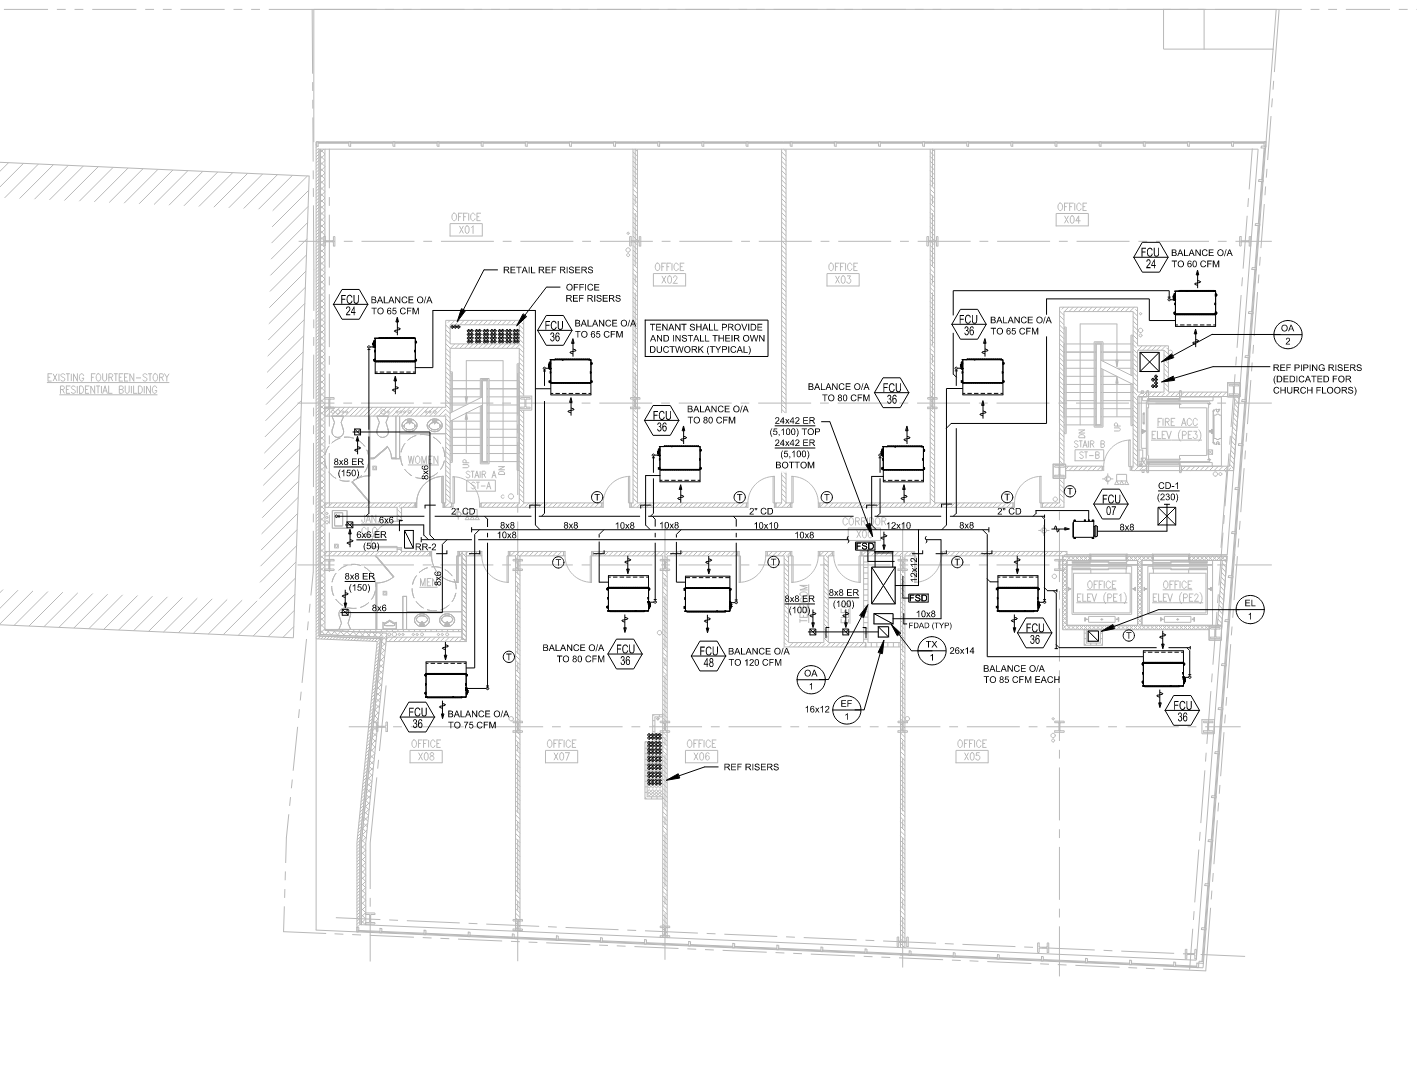 OFFICE
X01
OFFICE
X04
OFFICE
X02
OFFICE
X03
FCU
24
BALANCE O/A
TO 60 CFM
RETAIL REF RISERS
OFFICE
REF RISERS
FCU
24
BALANCE O/A
TO 65 CFM
FCU
36
BALANCE O/A
TO 65 CFM
TENANT SHALL PROVIDE
AND INSTALL THEIR OWN
DUCTWORK (TYPICAL)
FCU
36
BALANCE O/A
TO 65 CFM
OA
2
REF PIPING RISERS
(DEDICATED FOR
CHURCH FLOORS)
EXISTING FOURTEEN-STORY
RESIDENTIAL BUILDING
BALANCE O/A
TO 80 CFM
FCU
36
FCU
36
BALANCE O/A
TO 80 CFM
24x42 ER
(5,100) TOP
24x42 ER
(5,100)
BOTTOM
FIRE ACC
ELEV (PE3)
DN
UP
STAIR B
ST-B
WOMEN
8x8 ER
(150)
8x6
UP
DN
STAIR A
ST-A
T
T
T
T
T
CD-1
(230)
FCU
07
8x8
2" CD
2" CD
2" CD
JAN
6x6
6x6 ER
(50)
RR-2
8x8
8x8
10x8
10x8
10x10
12x10
8x8
10x8
10x8
CORRIDOR
FSD
12x12
T
T
T
8x8 ER
(150)
MEN
8x6
8x6
8x8 ER
(100)
8x8 ER
(100)
FSD
10x8
FDAD (TYP)
OFFICE
ELEV (PE1)
OFFICE
ELEV (PE2)
EL
1
T
T
FCU
36
BALANCE O/A
TO 80 CFM
FCU
36
FCU
48
BALANCE O/A
TO 120 CFM
TX
1
26x14
OA
1
16x12
EF
1
BALANCE O/A
TO 85 CFM EACH
FCU
36
FCU
36
BALANCE O/A
TO 75 CFM
OFFICE
X08
OFFICE
X07
OFFICE
X06
OFFICE
X05
REF RISERS